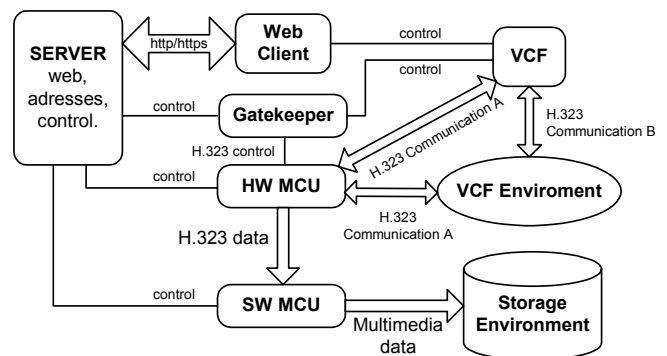 SERVER
web,
adresses,
control.
http/https
Web
Client
control
control
VCF
control
Gatekeeper
H.323 Communication A
H.323
Communication B
H.323 control
control
HW MCU
VCF Enviroment
H.323
Communication A
H.323 data
control
SW MCU
Multimedia
data
Storage
Environment